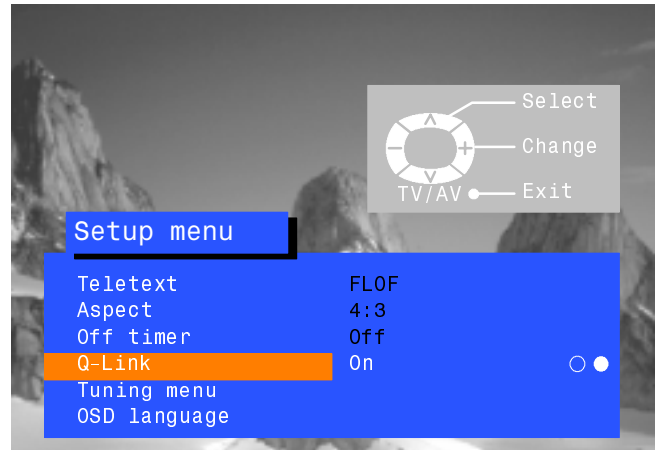 Select
Change
TV/AV Exit
Setup menu
Teletext FLOF
Aspect 4:3
Off timer Off
Q-Link On
Tuning menu
OSD language